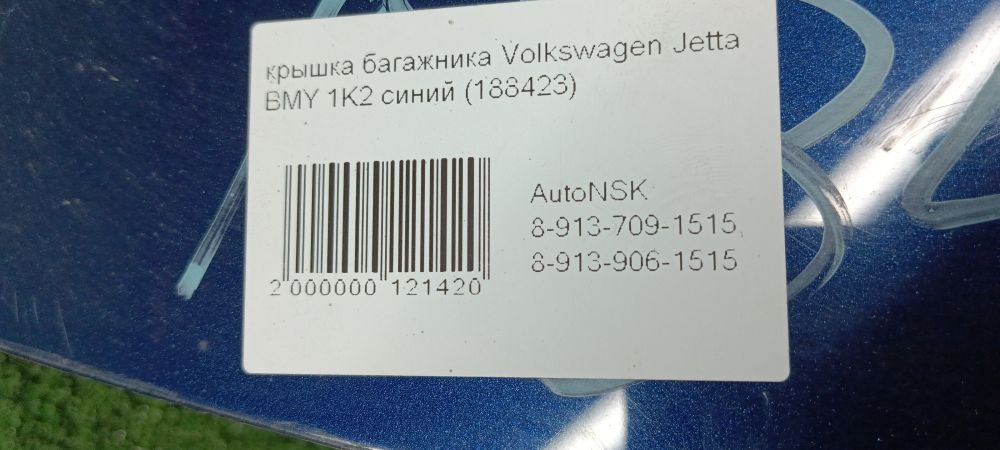 крышка багажника Volkswagen Jetta
BMY 1K2 синий (188423)
AutoNSK
8-913-709-1515,
8-913-906-1515
2 000000 121420